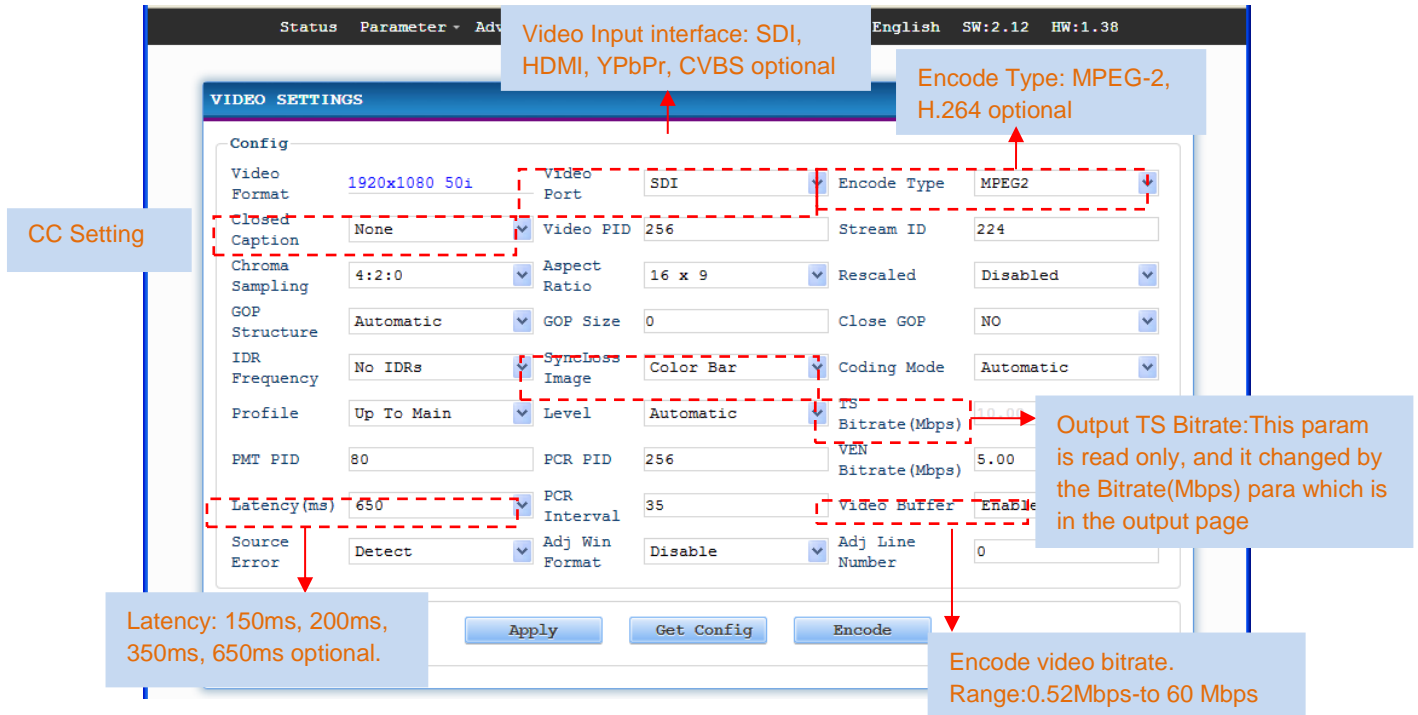 Status Parameter Adv
English SW:2.12 HW:1.38
Video Input interface: SDI,
HDMI, YPbPr, CVBS optional
Encode Type: MPEG-2,
H.264 optional
VIDEO SETTINGS
Config
Video
Format
1920x1080 50i
Video
Port
SDI
Encode Type
MPEG2
CC Setting
Closed
Caption
None
Video PID
256
Stream ID
224
Chroma
Sampling
4:2:0
Aspect
Ratio
16 x 9
Rescaled
Disabled
GOP
Structure
Automatic
GOP Size
0
Close GOP
NO
IDR
Frequency
No IDRs
SyncLoss
Image
Color Bar
Coding Mode
Automatic
Profile
Up To Main
Level
Automatic
TS
Bitrate(Mbps)
10.00
Output TS Bitrate:This param
is read only, and it changed by
the Bitrate(Mbps) para which is
in the output page
PMT PID
80
PCR PID
256
VEN
Bitrate(Mbps)
5.00
Latency(ms)
650
PCR
Interval
35
Video Buffer
Enable
Source
Error
Detect
Adj Win
Format
Disable
Adj Line
Number
0
Latency: 150ms, 200ms,
350ms, 650ms optional.
Apply
Get Config
Encode
Encode video bitrate.
Range:0.52Mbps-to 60 Mbps